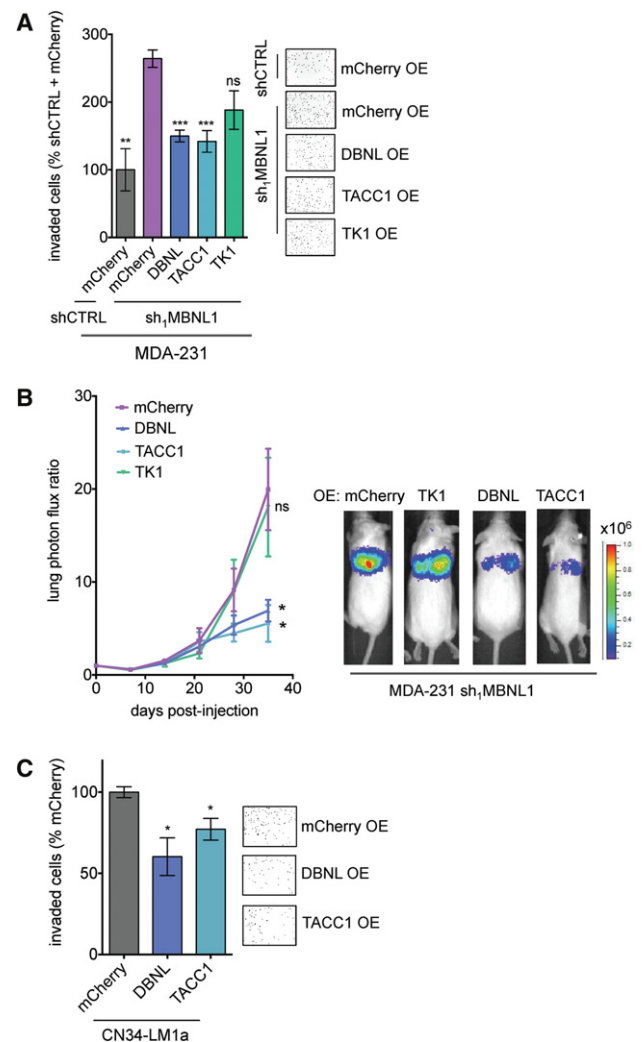 A
invaded cells (% shCTRL + mCherry)
300
200
100
0
**
***
***
ns
mCherry
mCherry
DBNL
TACC1
TK1
shCTRL
sh1MBNL1
MDA-231
shCTRL
sh1MBNL1
mCherry OE
mCherry OE
DBNL OE
TACC1 OE
TK1 OE
B
lung photon flux ratio
30
20
10
0
mCherry
DBNL
TACC1
TK1
ns
*
*
0
10
20
30
40
days post-injection
OE: mCherry TK1 DBNL TACC1
x10⁶
1.0
0.8
0.6
0.4
0.2
MDA-231 sh1MBNL1
C
invaded cells (% mCherry)
100
50
0
*
*
mCherry
DBNL
TACC1
CN34-LM1a
mCherry OE
DBNL OE
TACC1 OE